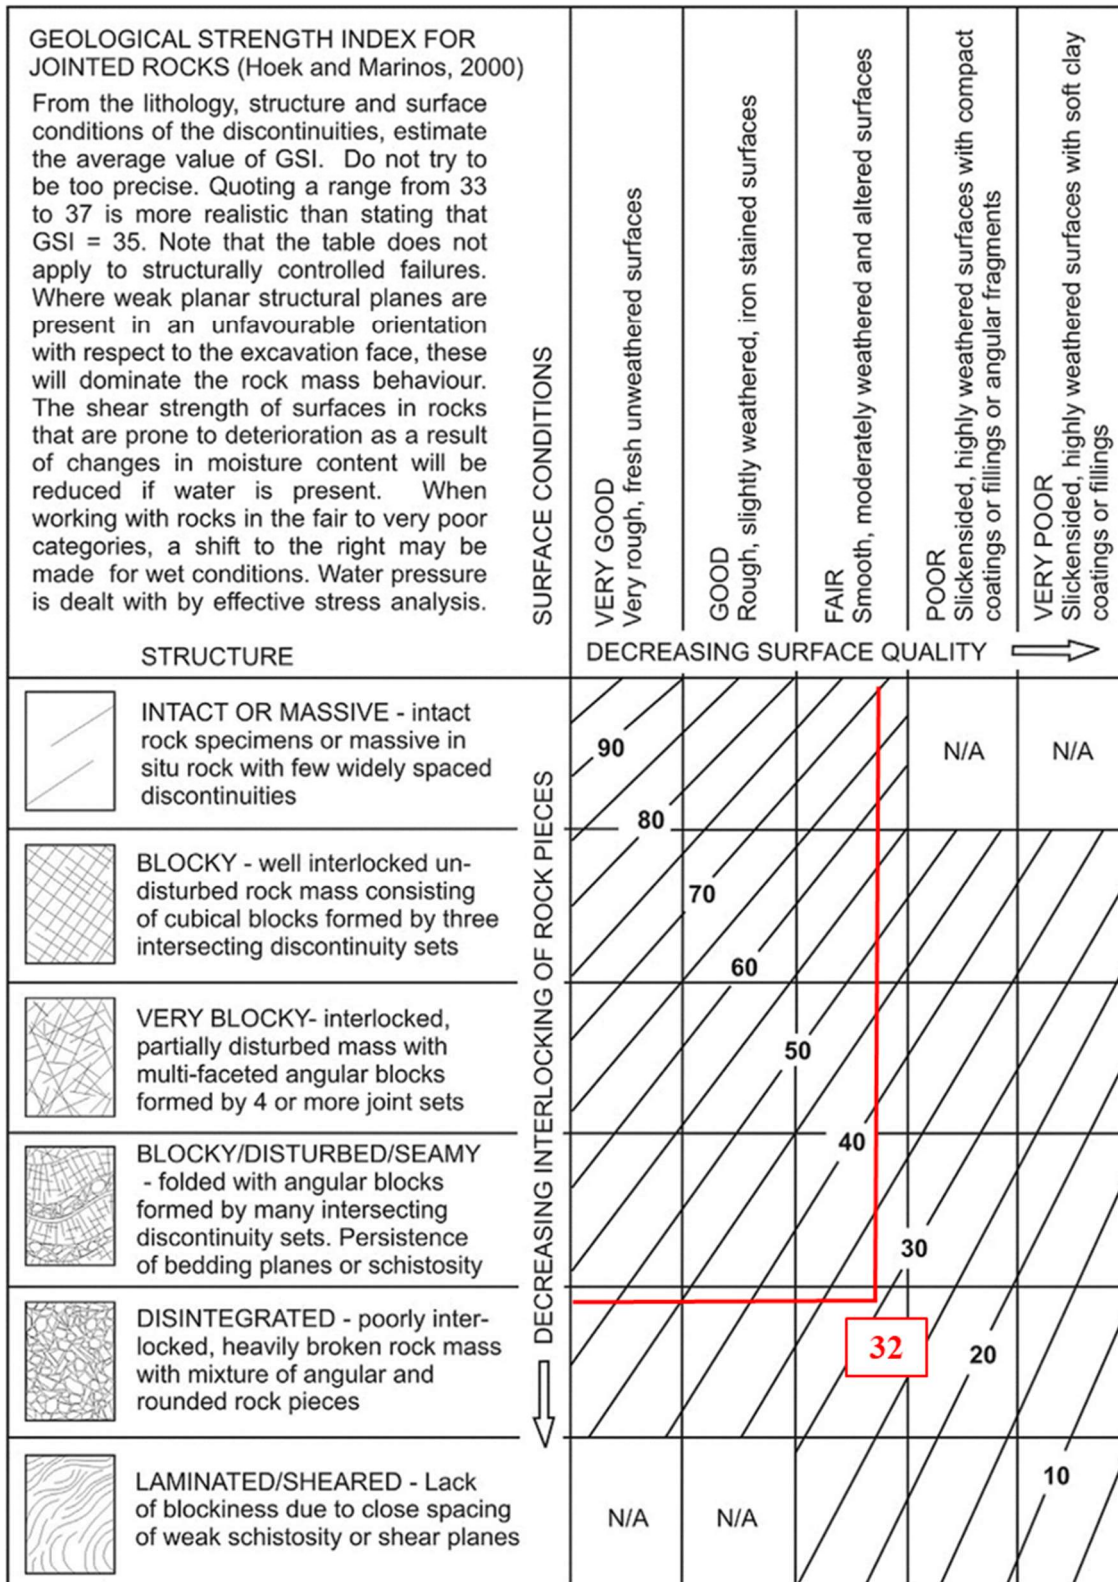 GEOLOGICAL STRENGTH INDEX FOR
JOINTED ROCKS (Hoek and Marinos, 2000)
From the lithology, structure and surface
conditions of the discontinuities, estimate
the average value of GSI. Do not try to
be too precise. Quoting a range from 33
to 37 is more realistic than stating that
GSI = 35. Note that the table does not
apply to structurally controlled failures.
Where weak planar structural planes are
present in an unfavourable orientation
with respect to the excavation face, these
will dominate the rock mass behaviour.
The shear strength of surfaces in rocks
that are prone to deterioration as a result
of changes in moisture content will be
reduced if water is present. When
working with rocks in the fair to very poor
categories, a shift to the right may be
made for wet conditions. Water pressure
is dealt with by effective stress analysis.
STRUCTURE
SURFACE CONDITIONS
VERY GOOD
Very rough, fresh unweathered surfaces
GOOD
Rough, slightly weathered, iron stained surfaces
FAIR
Smooth, moderately weathered and altered surfaces
POOR
Slickensided, highly weathered surfaces with compact
coatings or fillings or angular fragments
VERY POOR
Slickensided, highly weathered surfaces with soft clay
coatings or fillings
DECREASING SURFACE QUALITY
DECREASING INTERLOCKING OF ROCK PIECES
INTACT OR MASSIVE - intact
rock specimens or massive in
situ rock with few widely spaced
discontinuities
BLOCKY - well interlocked un-
disturbed rock mass consisting
of cubical blocks formed by three
intersecting discontinuity sets
VERY BLOCKY- interlocked,
partially disturbed mass with
multi-faceted angular blocks
formed by 4 or more joint sets
BLOCKY/DISTURBED/SEAMY
- folded with angular blocks
formed by many intersecting
discontinuity sets. Persistence
of bedding planes or schistosity
DISINTEGRATED - poorly inter-
locked, heavily broken rock mass
with mixture of angular and
rounded rock pieces
LAMINATED/SHEARED - Lack
of blockiness due to close spacing
of weak schistosity or shear planes
90
N/A
N/A
80
70
60
50
40
30
32
20
10
N/A
N/A